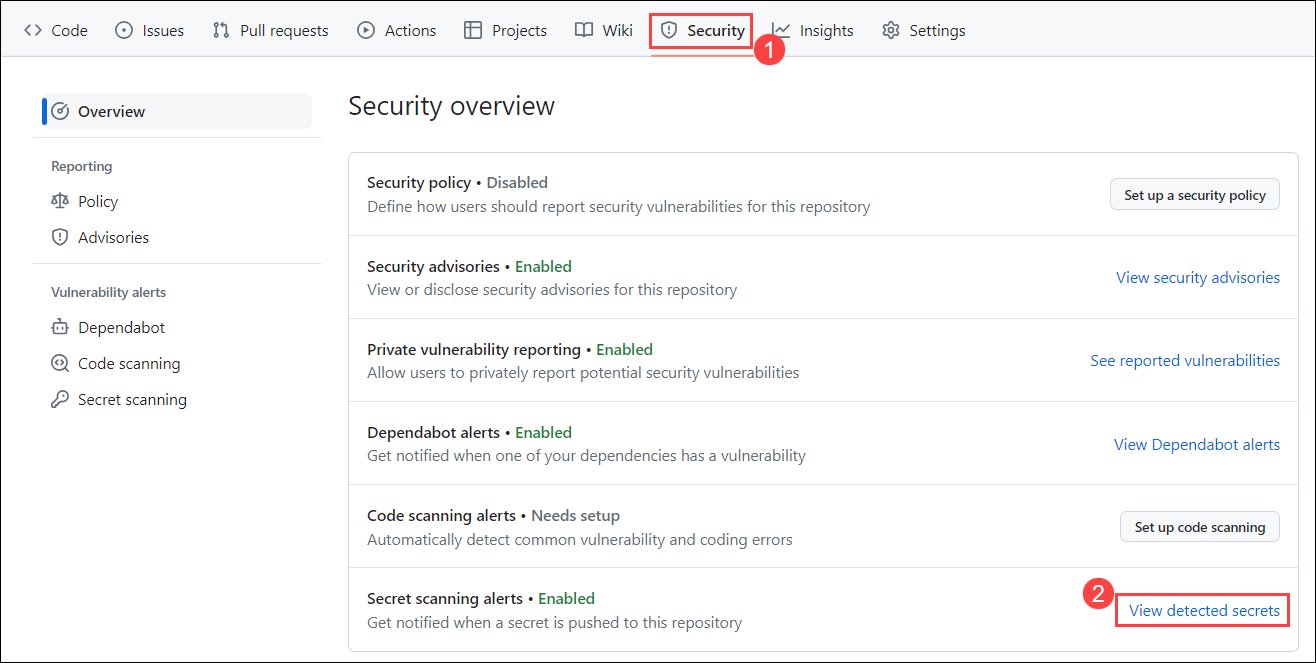 Code Issues Pull requests Actions Projects Wiki Security Insights Settings
1
Overview
Reporting
Policy
Advisories
Vulnerability alerts
Dependabot
Code scanning
Secret scanning
Security overview
Security policy • Disabled
Define how users should report security vulnerabilities for this repository
Set up a security policy
Security advisories • Enabled
View or disclose security advisories for this repository
View security advisories
Private vulnerability reporting • Enabled
Allow users to privately report potential security vulnerabilities
See reported vulnerabilities
Dependabot alerts • Enabled
Get notified when one of your dependencies has a vulnerability
View Dependabot alerts
Code scanning alerts • Needs setup
Automatically detect common vulnerability and coding errors
Set up code scanning
Secret scanning alerts • Enabled
Get notified when a secret is pushed to this repository
2
View detected secrets